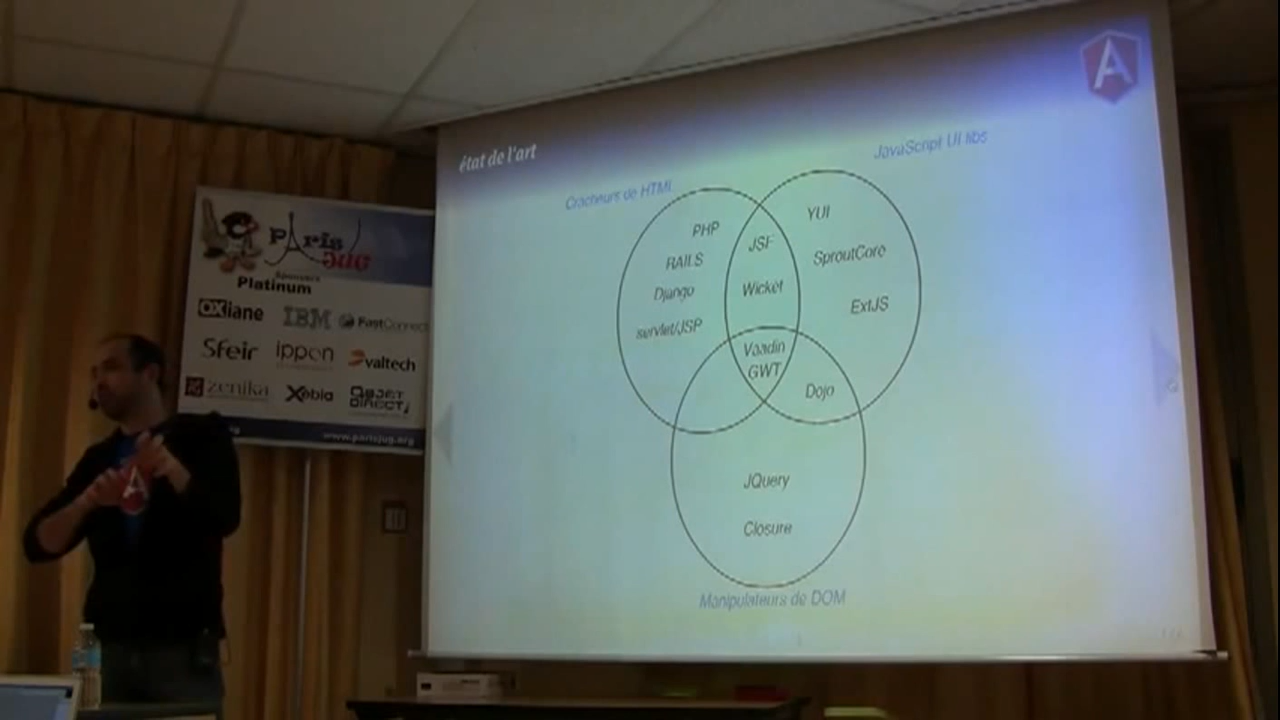 état de l'art
JavaScript UI libs
Cracheurs de HTML
PHP
RAILS
Django
servlet/JSP
JSF
Wicket
YUI
SproutCore
ExtJS
Vaadin
GWT
Dojo
JQuery
Closure
Manipulateurs de DOM
Paris
JUG
Sponsors
Platinum
OXiane
IBM
FastConnect
Sfeir
ippon
valtech
zenika
Xebia
OBJET
DIRECT
www.parisjug.org
A
A